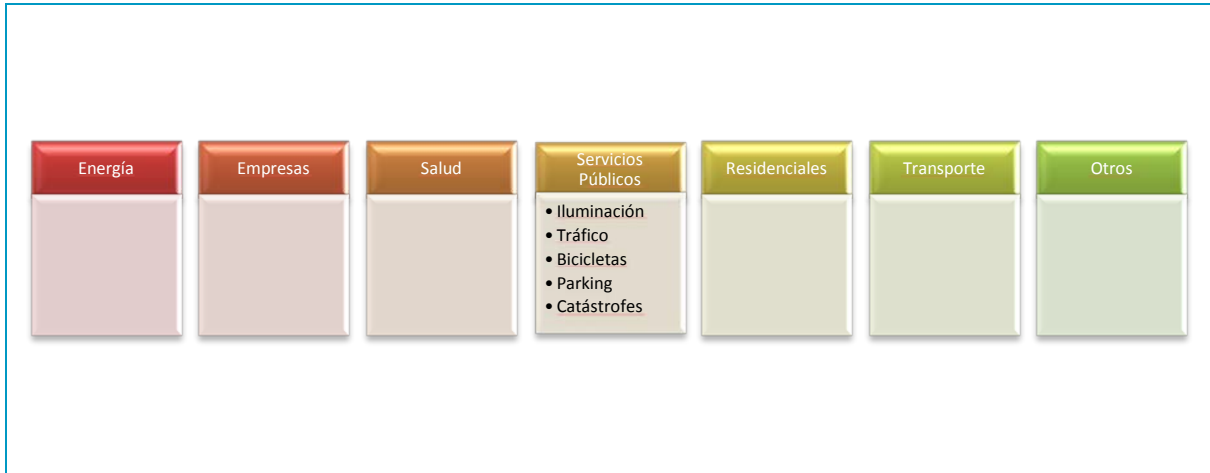 Energía
Empresas
Salud
Servicios
Públicos
• Iluminación
• Tráfico
• Bicicletas
• Parking
• Catástrofes
Residenciales
Transporte
Otros